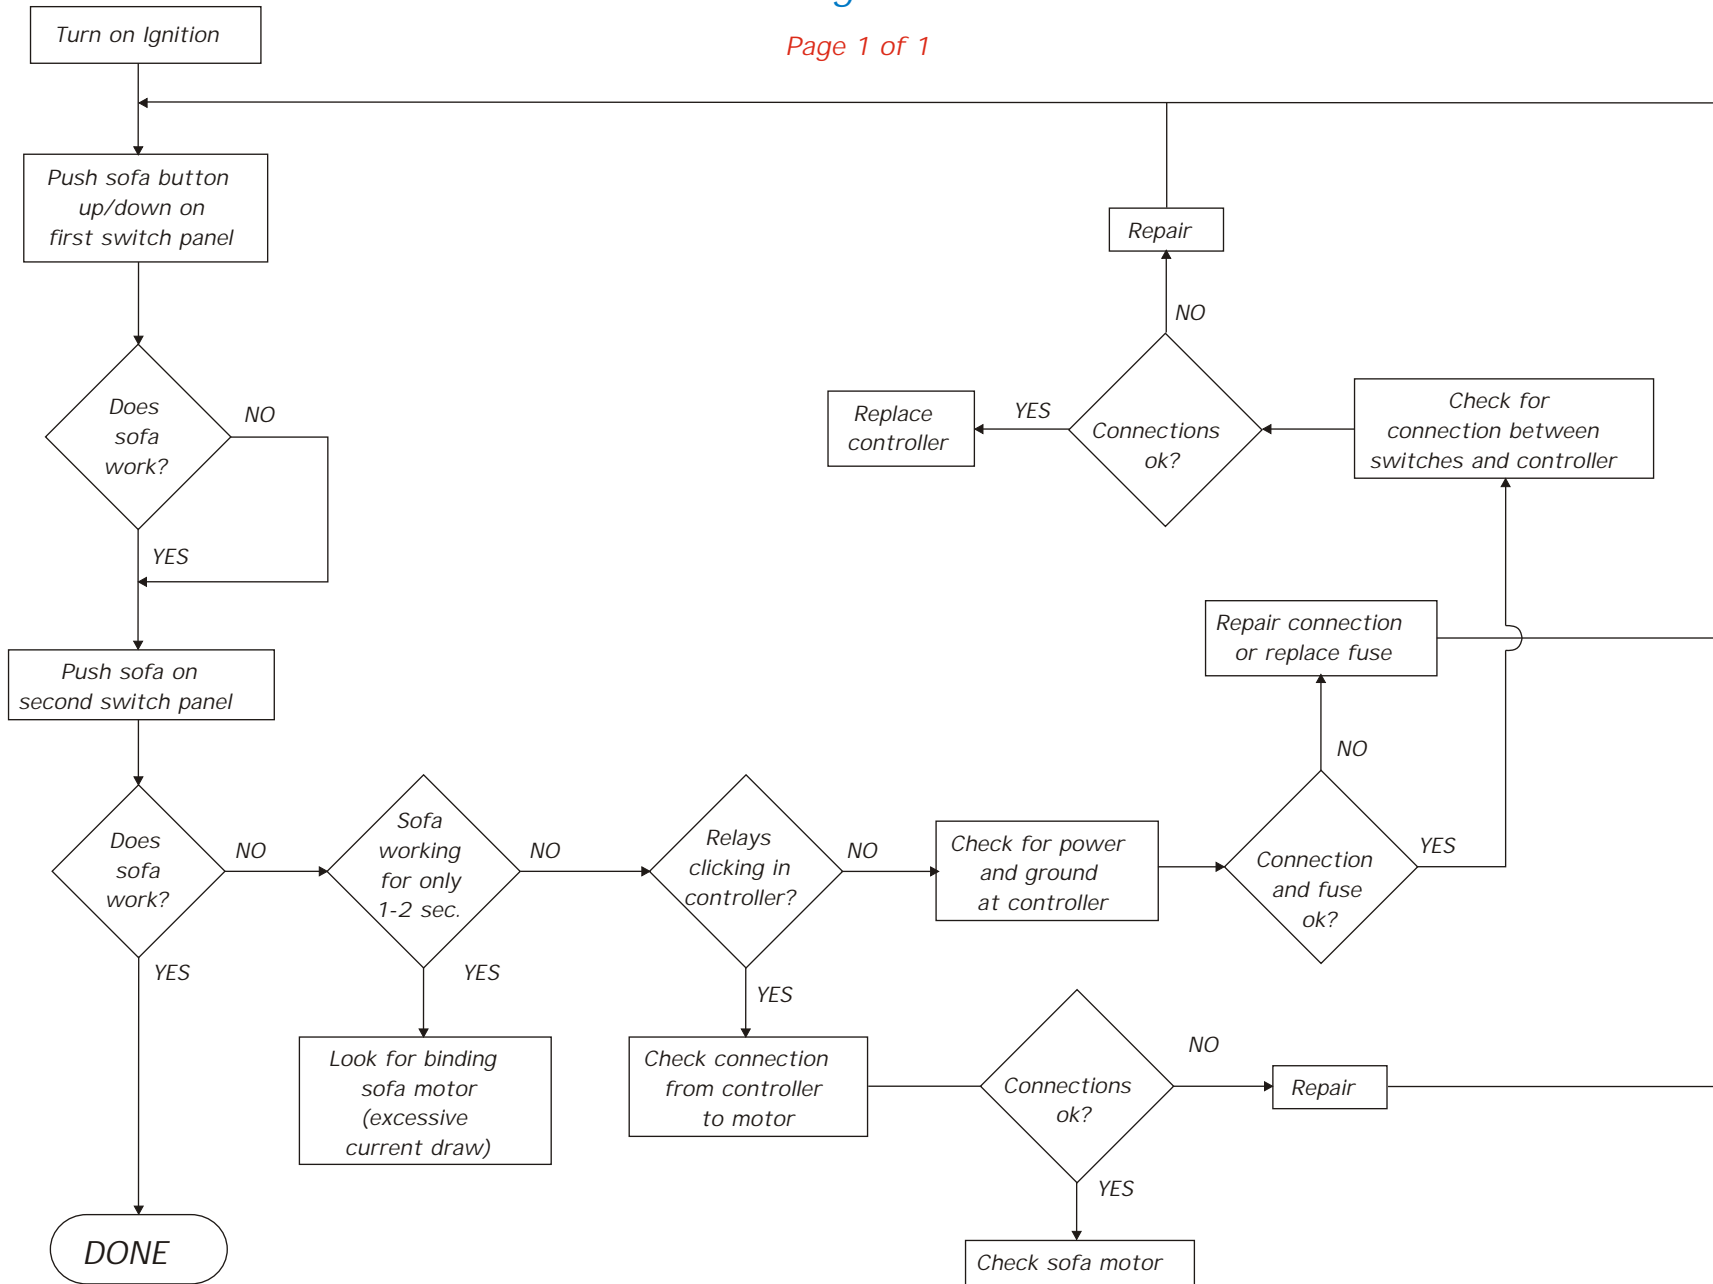 Page 1 of 1
Turn on Ignition
Push sofa button
up/down on
first switch panel
Does
sofa
work?
NO
YES
Push sofa on
second switch panel
Does
sofa
work?
NO
YES
DONE
Sofa
working
for only
1-2 sec.
NO
YES
Look for binding
sofa motor
(excessive
current draw)
Relays
clicking in
controller?
NO
YES
Check connection
from controller
to motor
Connections
ok?
NO
Repair
YES
Check sofa motor
Check for power
and ground
at controller
Connection
and fuse
ok?
NO
Repair connection
or replace fuse
YES
Check for
connection between
switches and controller
Connections
ok?
NO
Repair
YES
Replace
controller